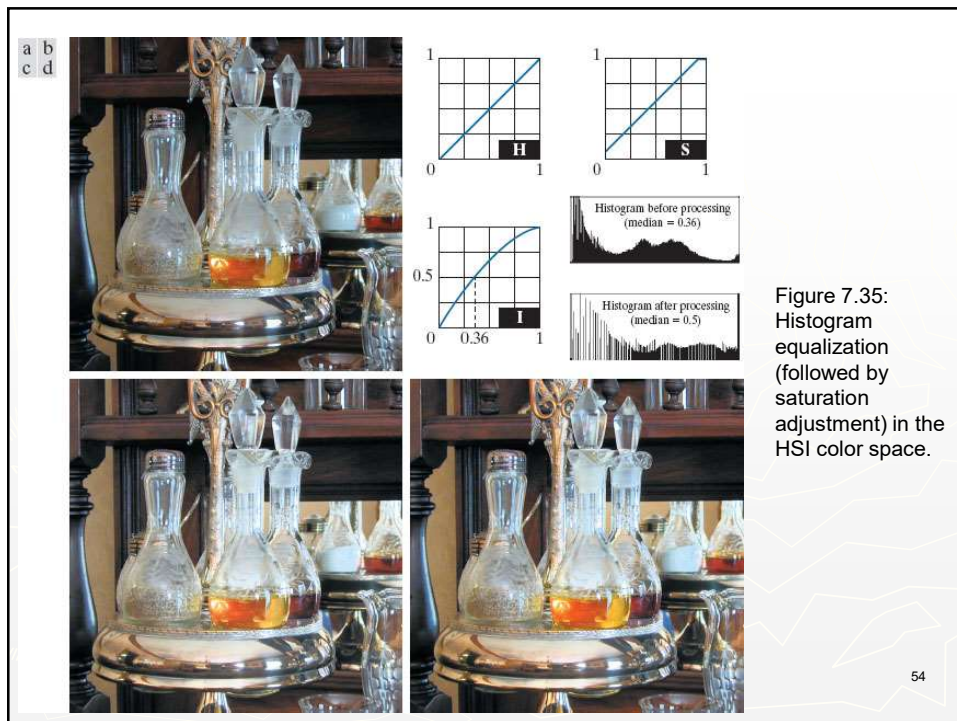 a b
c d
1
0
H
1
1
0
S
1
1
0.5
0
0.36
I
1
Histogram before processing
(median = 0.36)
Histogram after processing
(median = 0.5)
Figure 7.35:
Histogram
equalization
(followed by
saturation
adjustment) in the
HSI color space.
54